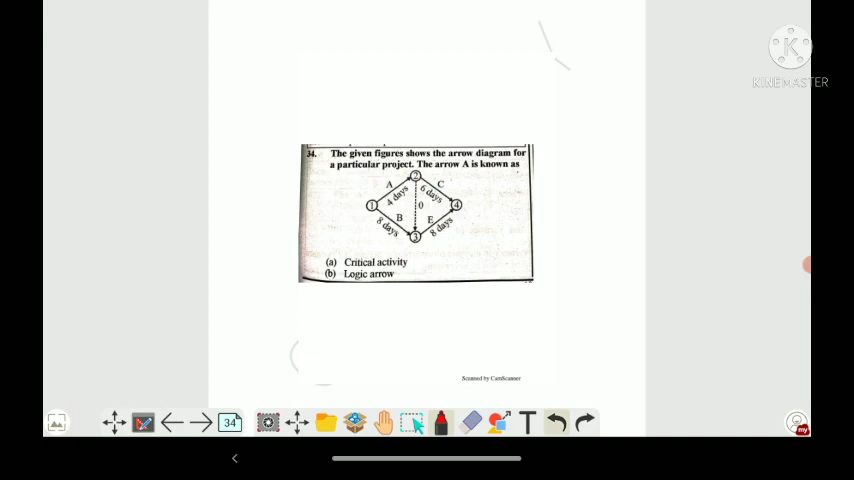 K
KINEMASTER
34. The given figures shows the arrow diagram for
a particular project. The arrow A is known as
2
A
C
4 days
6 days
1
0
4
B
E
8 days
8 days
3
(a) Critical activity
(b) Logic arrow
Scanned by CamScanner
34
T
my